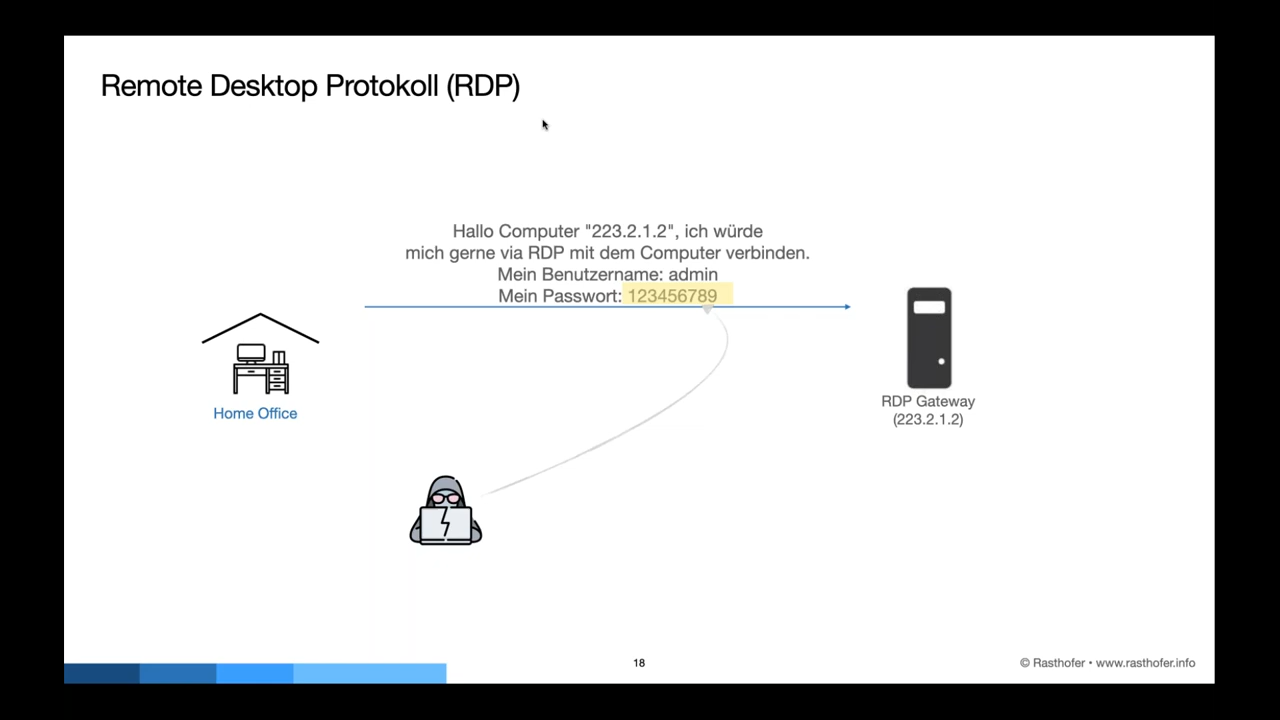 Remote Desktop Protokoll (RDP)
Hallo Computer "223.2.1.2", ich würde
mich gerne via RDP mit dem Computer verbinden.
Mein Benutzername: admin
Mein Passwort: 123456789
Home Office
RDP Gateway
(223.2.1.2)
18
© Rasthofer • www.rasthofer.info